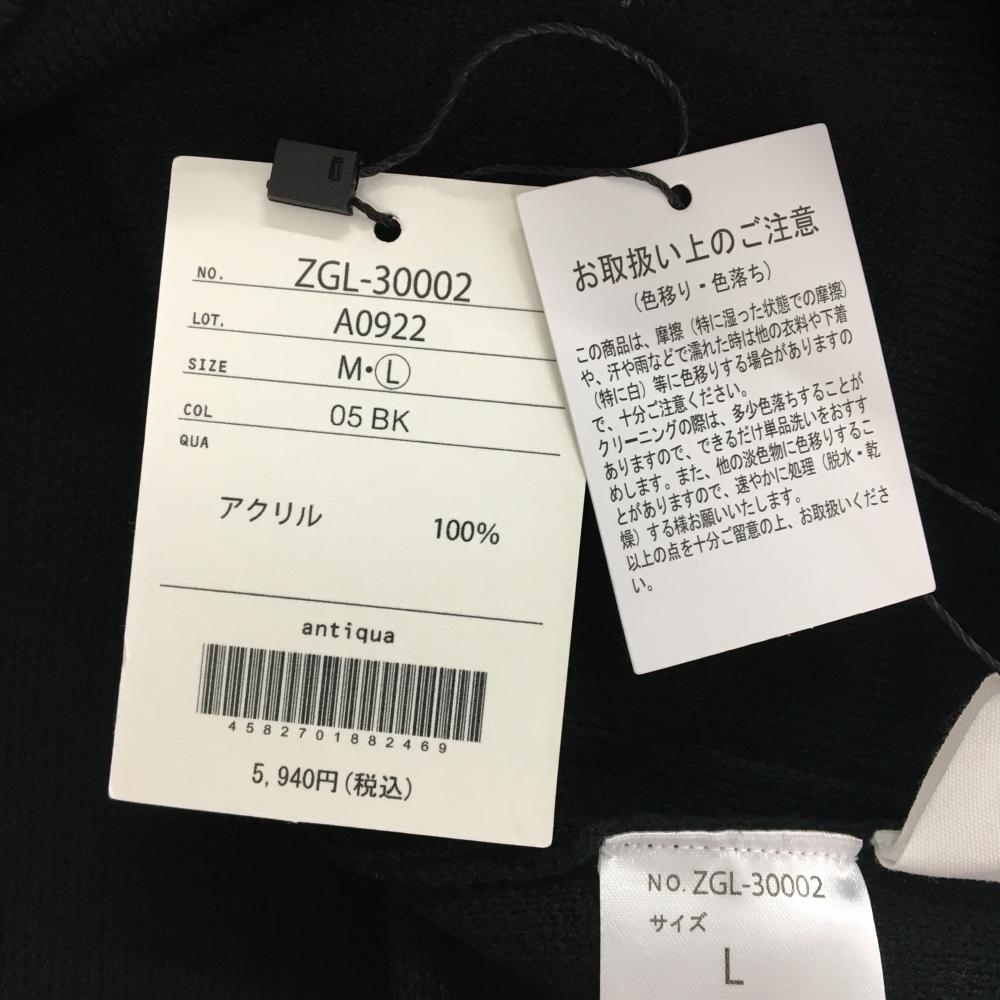 NO. ZGL-30002
LOT. A0922
SIZE M・Ⓛ
COL 05 BK
QUA
アクリル 100%
antiqua
4582701882469
5,940円(税込)
お取扱い上のご注意
(色移り・色落ち)
この商品は、摩擦(特に湿った状態での摩擦)
や、汗や雨などで濡れた時は他の衣料や下着
(特に白)等に色移りする場合がありますの
で、十分ご注意ください。
クリーニングの際は、多少色落ちすることが
ありますので、できるだけ単品洗いをおすす
めします。また、他の淡色物に色移りするこ
とがありますので、速やかに処理(脱水・乾
燥)する様お願いいたします。
以上の点を十分ご留意の上、お取扱いくださ
い。
NO. ZGL-30002
サイズ
L